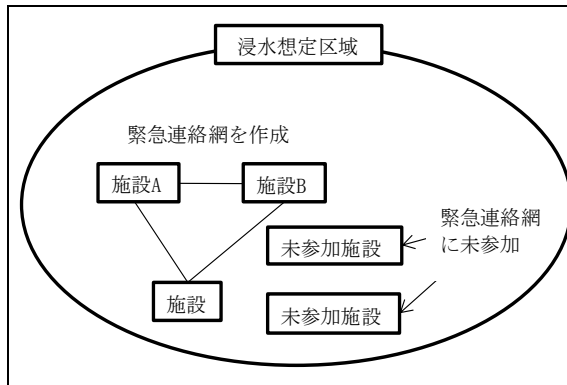 浸水想定区域
緊急連絡網を作成
施設A
施設B
緊急連絡網
に未参加
未参加施設
施設
未参加施設